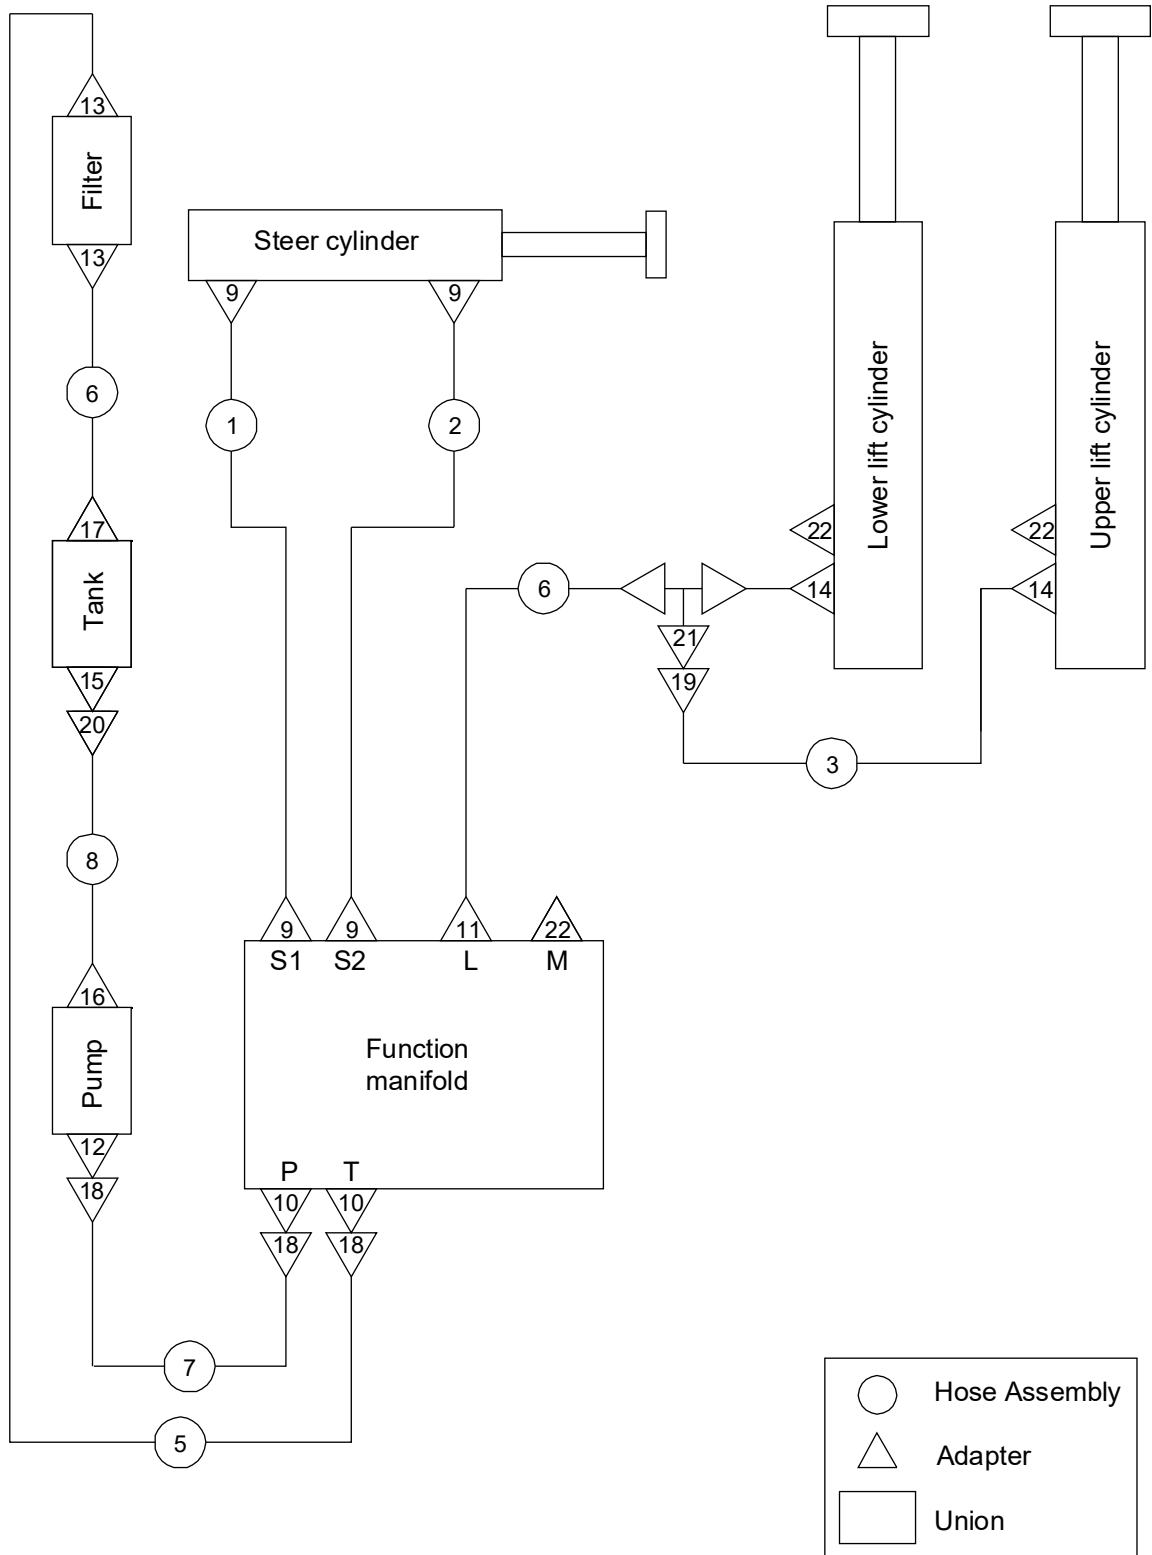 13
Filter
13
Steer cylinder
9
9
6
1
2
Lower lift cylinder
Upper lift cylinder
17
22
22
Tank
6
14
14
21
15
19
20
3
8
9
9
11
22
S1
S2
L
M
16
Function
manifold
Pump
12
P
T
18
10
10
18
18
7
5
Hose Assembly
Adapter
Union